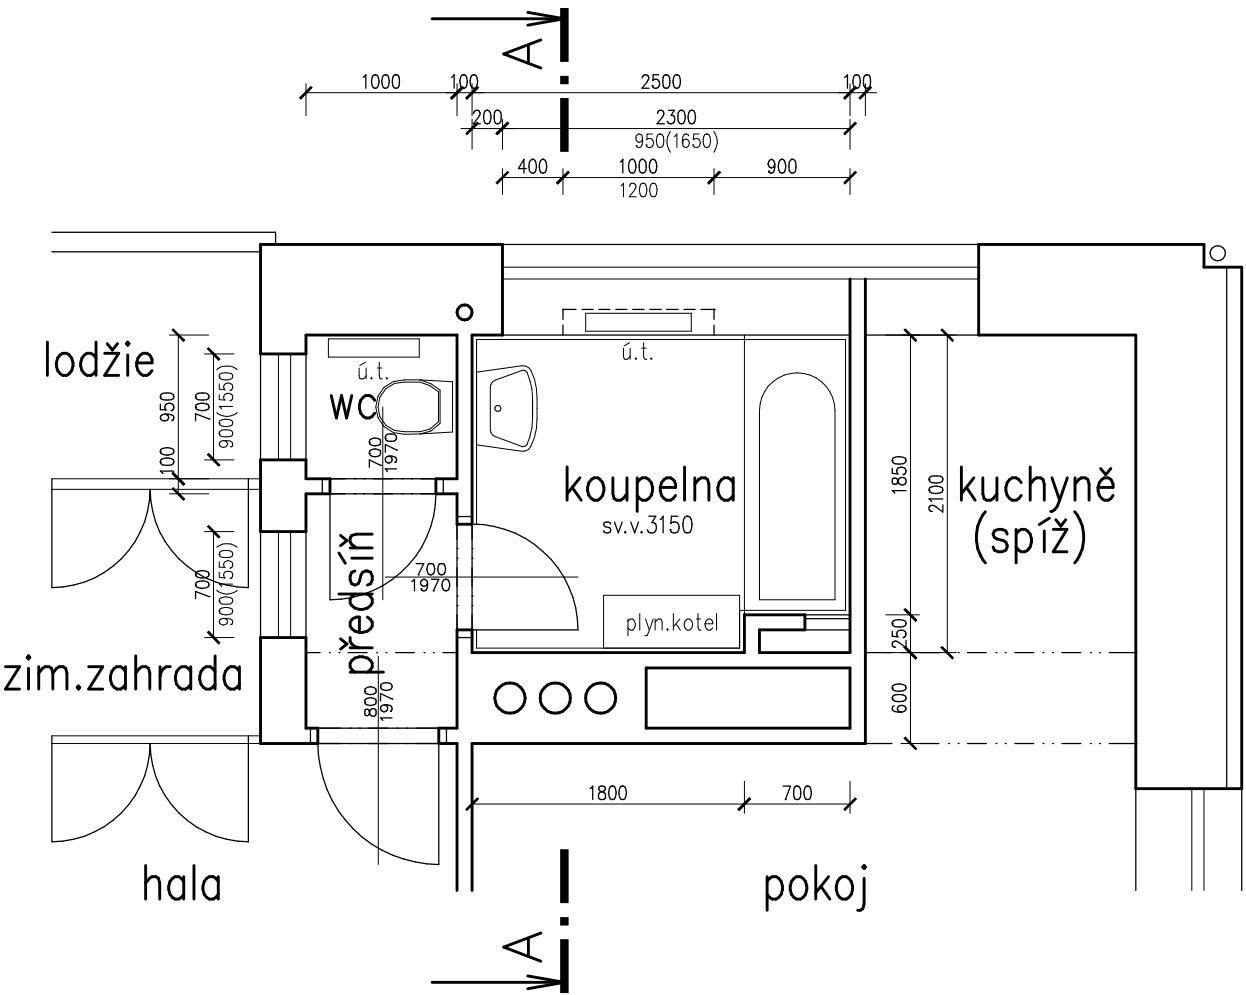 A
1000
100
2500
100
200
2300
950(1650)
400
1000
900
1200
lodžie
ú.t.
ú.t.
WC
950
700
900(1550)
700
1970
100
koupelna
sv.v.3150
1850
2100
kuchyně
(spíž)
předsíň
700
1970
700
900(1550)
plyn.kotel
250
zim.zahrada
800
1970
600
1800
700
hala
pokoj
A